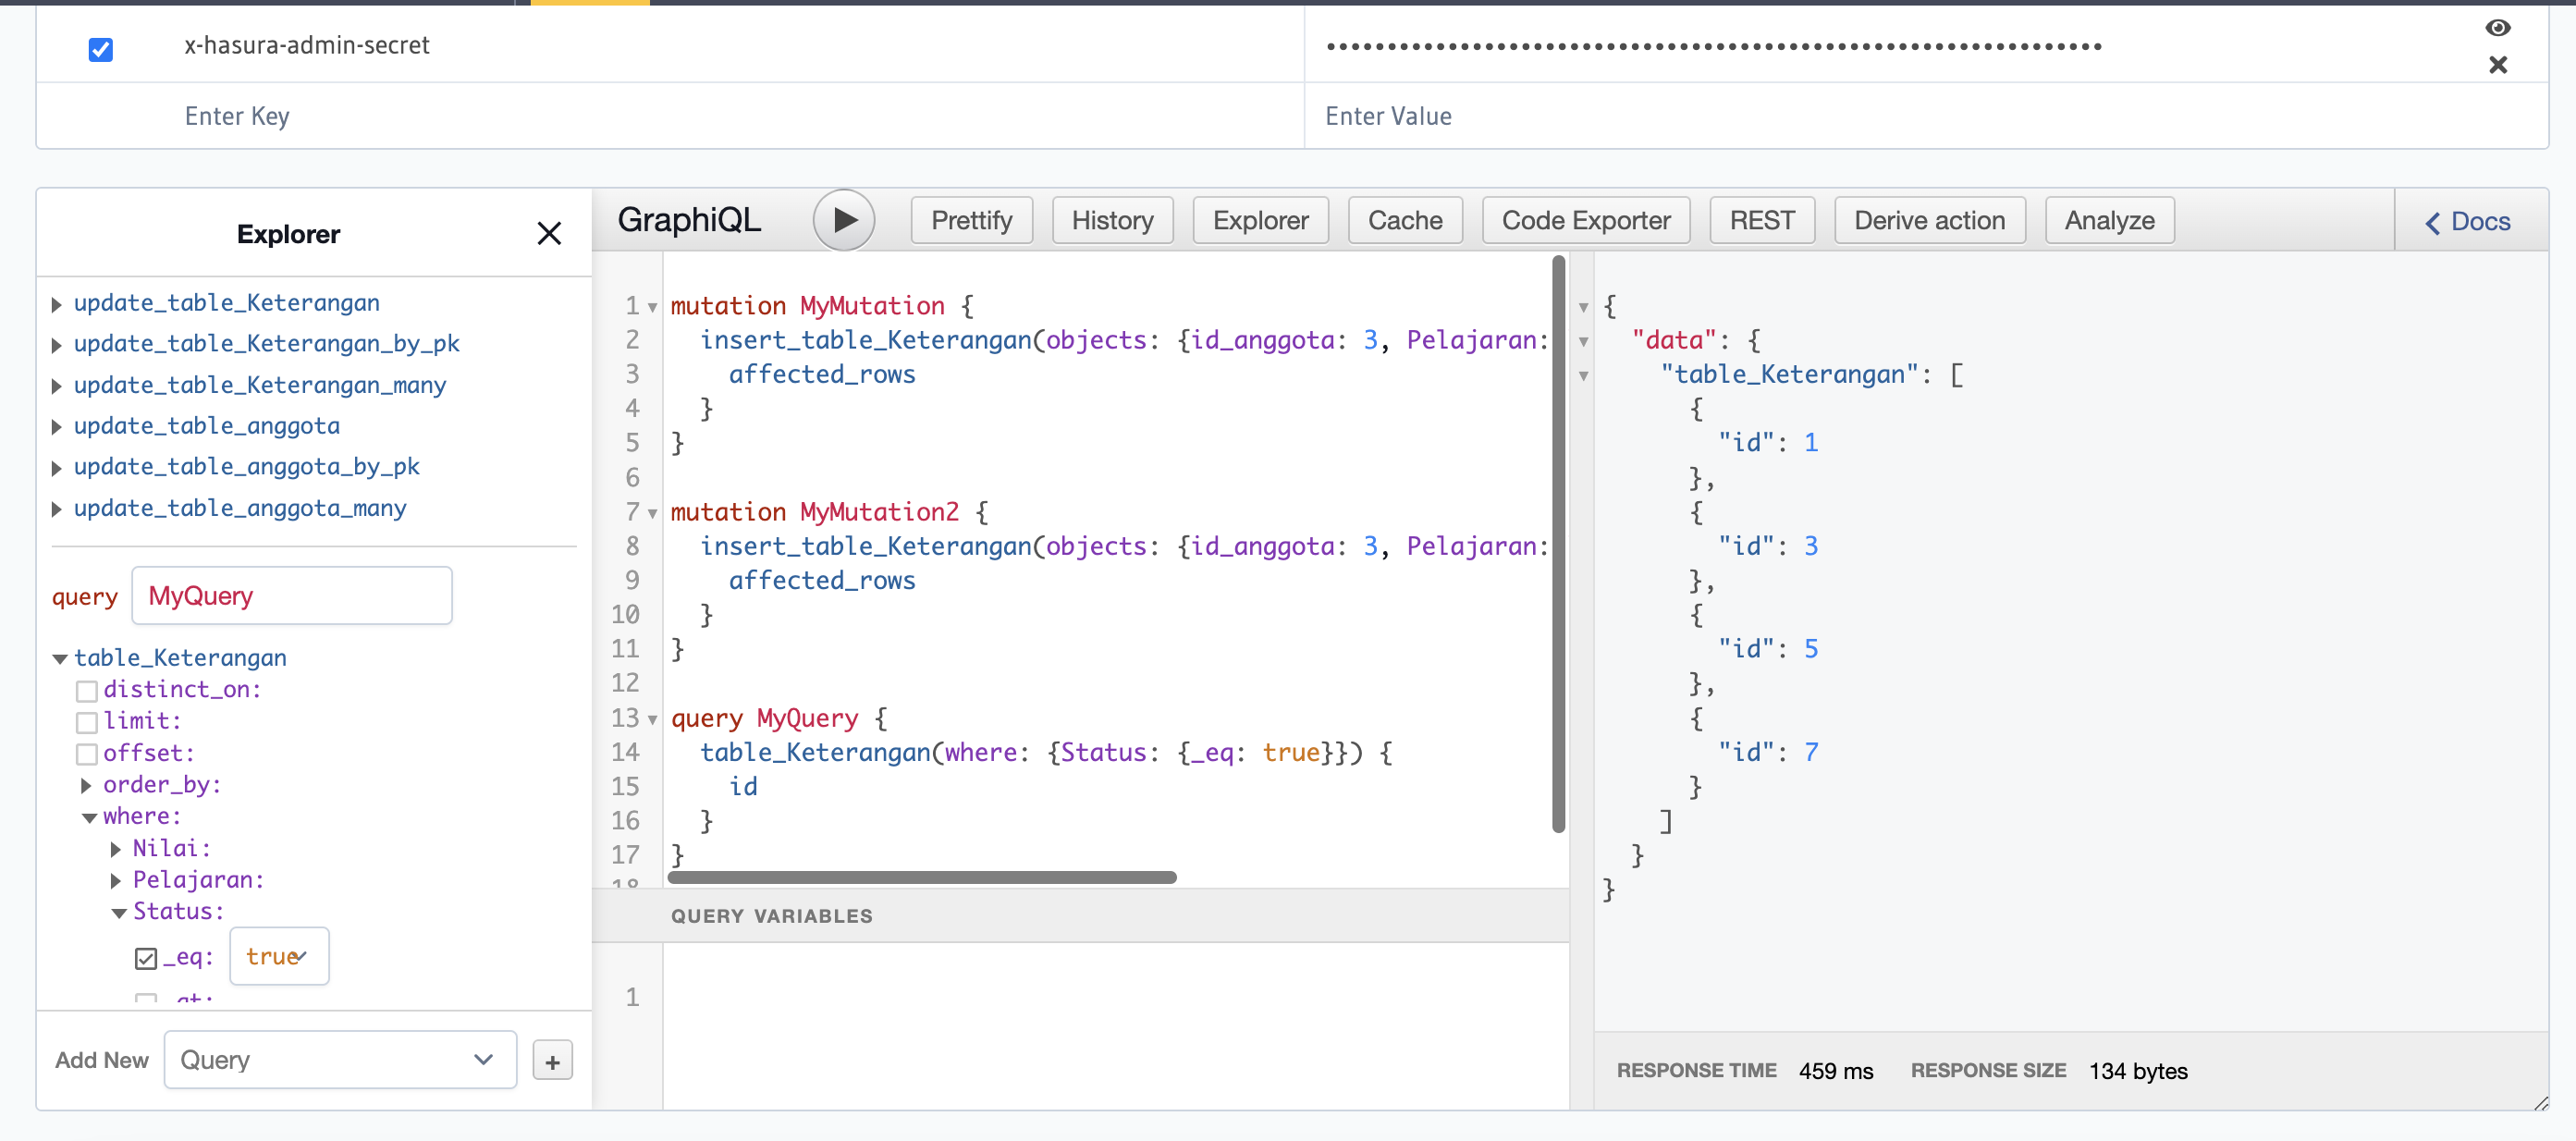 x-hasura-admin-secret ••••••••••••••••••••••••••••••••••••••••••••••••••••••••••••••••
Enter Key Enter Value
Explorer
update_table_Keterangan
update_table_Keterangan_by_pk
update_table_Keterangan_many
update_table_anggota
update_table_anggota_by_pk
update_table_anggota_many
query MyQuery
table_Keterangan
distinct_on:
limit:
offset:
order_by:
where:
Nilai:
Pelajaran:
Status:
_eq: true
Add New Query +
GraphiQL Prettify History Explorer Cache Code Exporter REST Derive action Analyze Docs
1 mutation MyMutation {
2 insert_table_Keterangan(objects: {id_anggota: 3, Pelajaran:
3 affected_rows
4 }
5 }
6
7 mutation MyMutation2 {
8 insert_table_Keterangan(objects: {id_anggota: 3, Pelajaran:
9 affected_rows
10 }
11 }
12
13 query MyQuery {
14 table_Keterangan(where: {Status: {_eq: true}}) {
15 id
16 }
17 }
QUERY VARIABLES
1
{
"data": {
"table_Keterangan": [
{
"id": 1
},
{
"id": 3
},
{
"id": 5
},
{
"id": 7
}
]
}
}
RESPONSE TIME 459 ms RESPONSE SIZE 134 bytes